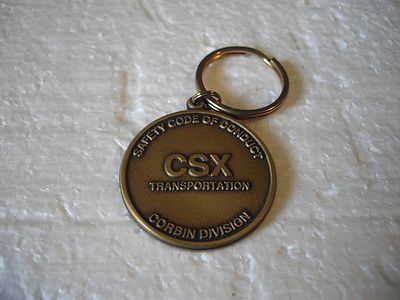 SAFETY CODE OF CONDUCT
CSX
TRANSPORTATION
CORBIN DIVISION